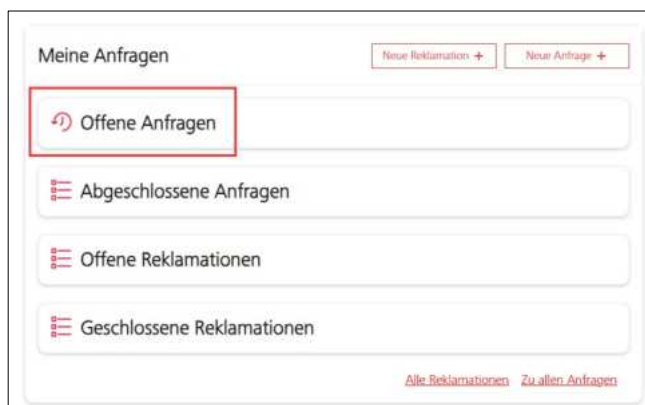 Meine Anfragen
Neue Reklamation +
Neue Anfrage +
Offene Anfragen
Abgeschlossene Anfragen
Offene Reklamationen
Geschlossene Reklamationen
Alle Reklamationen Zu allen Anfragen